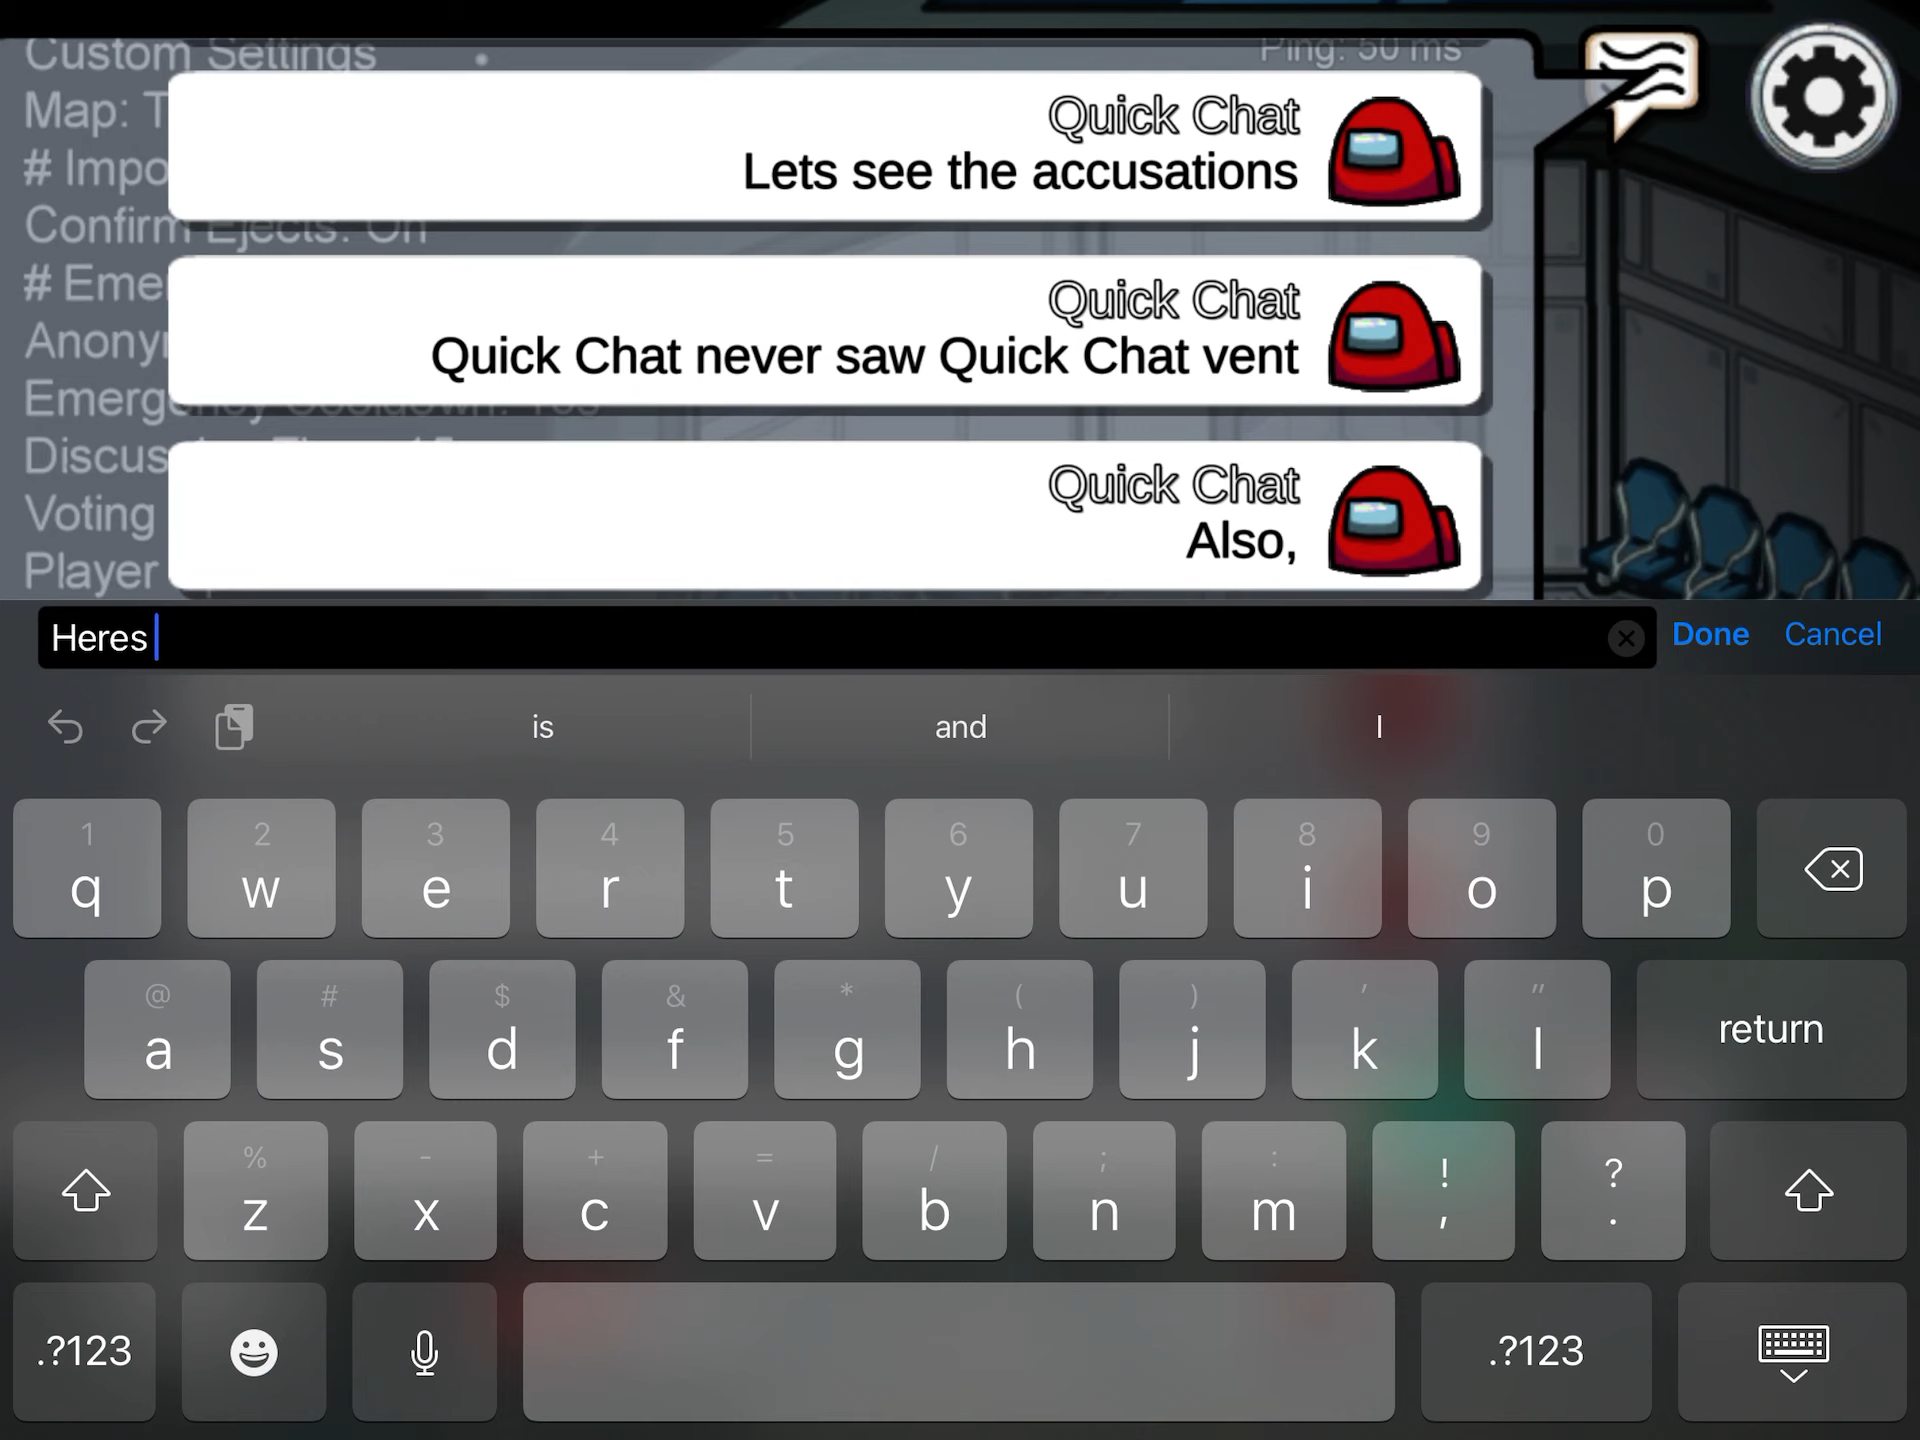 Custom Settings
Ping: 50 ms
Map: T
# Impo
Confirm Ejects: On
# Eme
Anony
Emergency Cooldown:
Discus
Voting
Player
Quick Chat
Lets see the accusations
Quick Chat
Quick Chat never saw Quick Chat vent
Quick Chat
Also,
Heres
Done Cancel
is and I
1 2 3 4 5 6 7 8 9 0
q w e r t y u i o p
@ # $ & * ( ) ' "
a s d f g h j k l return
% - + = / ; : ! ?
z x c v b n m , .
.?123 .?123